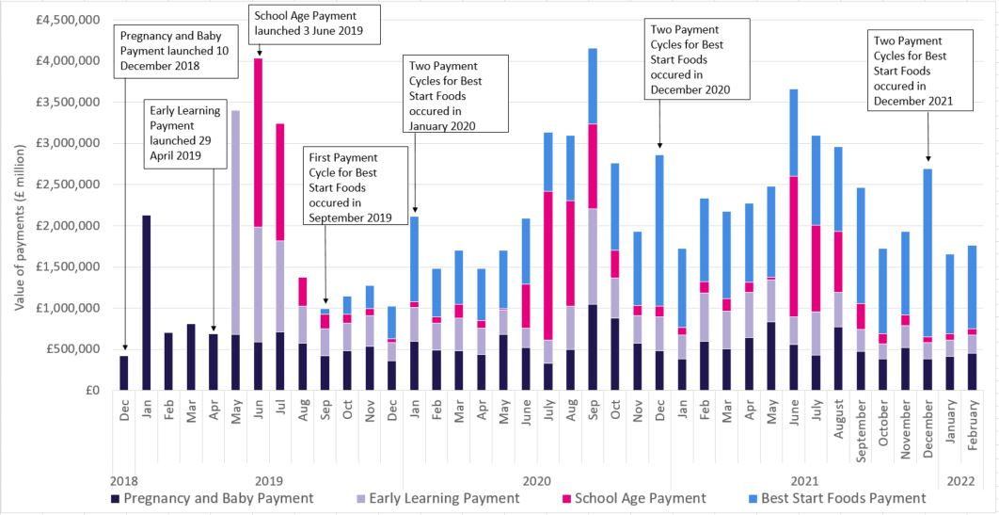 £4,500,000
£4,000,000
£3,500,000
£3,000,000
£2,500,000
£2,000,000
£1,500,000
£1,000,000
£500,000
£0
Value of payments (£ million)
Pregnancy and Baby
Payment launched 10
December 2018
Early Learning
Payment
launched 29
April 2019
School Age Payment
launched 3 June 2019
First Payment
Cycle for Best
Start Foods
occured in
September 2019
Two Payment
Cycles for Best
Start Foods
occured in
January 2020
Two Payment
Cycles for Best
Start Foods
occured in
December 2020
Two Payment
Cycles for Best
Start Foods
occured in
December 2021
Dec
Jan
Feb
Mar
Apr
May
Jun
Jul
Aug
Sep
Oct
Nov
Dec
Jan
Feb
Mar
Apr
May
June
July
Aug
Sep
Oct
Nov
Dec
Jan
Feb
Mar
Apr
May
June
July
August
September
October
November
December
January
February
2018 2019 2020 2021 2022
Pregnancy and Baby Payment Early Learning Payment School Age Payment Best Start Foods Payment